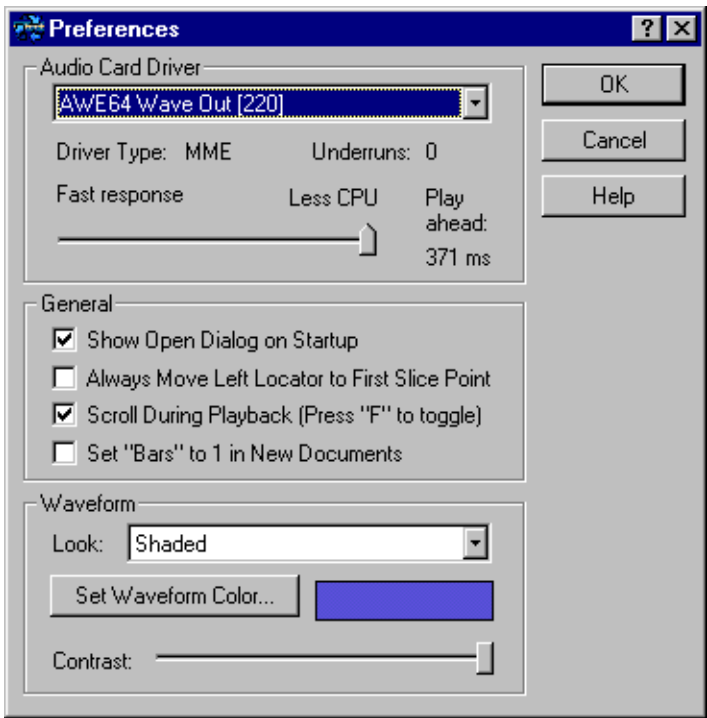 Preferences
Audio Card Driver
OK
AWE64 Wave Out [220]
Cancel
Driver Type: MME Underruns: 0
Help
Fast response Less CPU Play
ahead:
371 ms
General
Show Open Dialog on Startup
Always Move Left Locator to First Slice Point
Scroll During Playback (Press "F" to toggle)
Set "Bars" to 1 in New Documents
Waveform
Look: Shaded
Set Waveform Color...
Contrast: